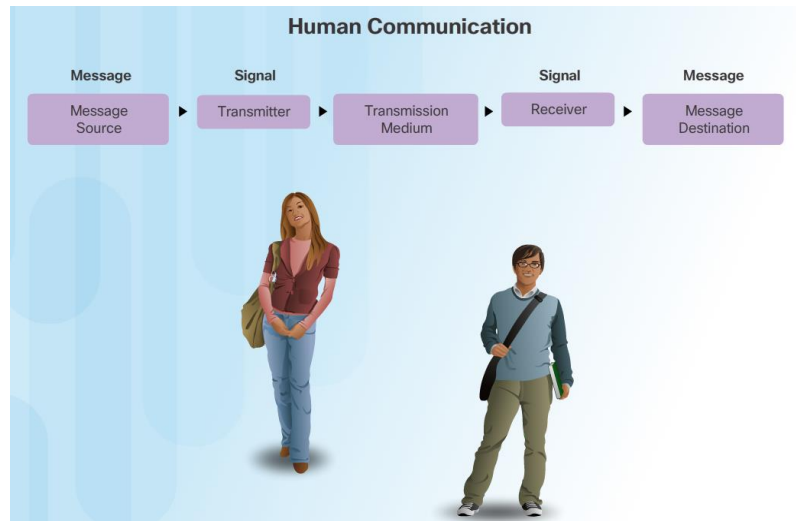 Human Communication
Message
Signal
Signal
Message
Message
Source
Transmitter
Transmission
Medium
Receiver
Message
Destination